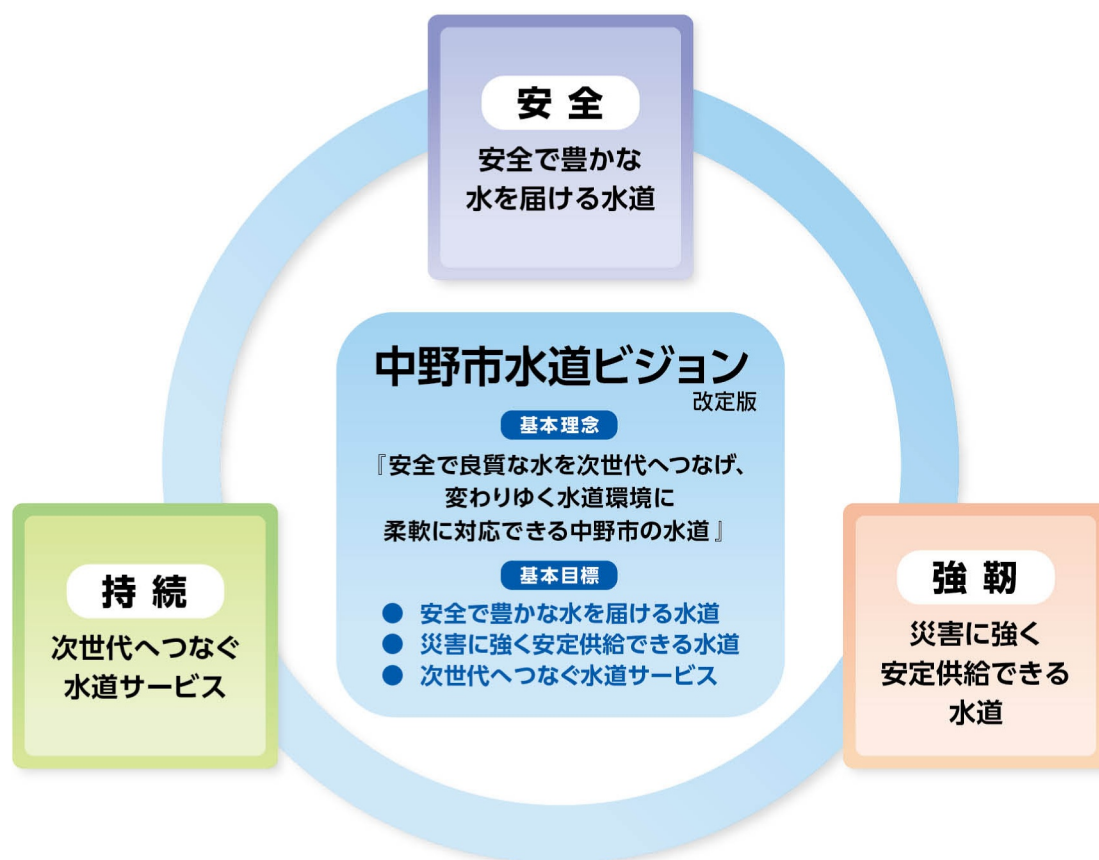 安全
安全で豊かな
水を届ける水道
中野市水道ビジョン
改定版
基本理念
『安全で良質な水を次世代へつなげ、
変わりゆく水道環境に
柔軟に対応できる中野市の水道』
基本目標
● 安全で豊かな水を届ける水道
● 災害に強く安定供給できる水道
● 次世代へつなぐ水道サービス
持続
次世代へつなぐ
水道サービス
強靭
災害に強く
安定供給できる
水道